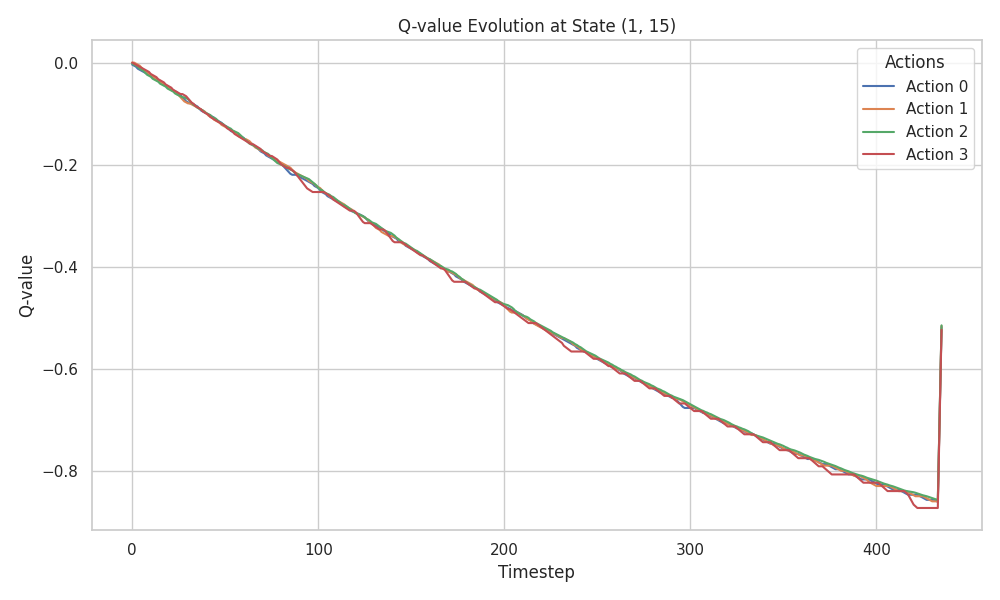 Q-value Evolution at State (1, 15)
Actions
Action 0
Action 1
Action 2
Action 3
Q-value
0.0
−0.2
−0.4
−0.6
−0.8
0 100 200 300 400
Timestep